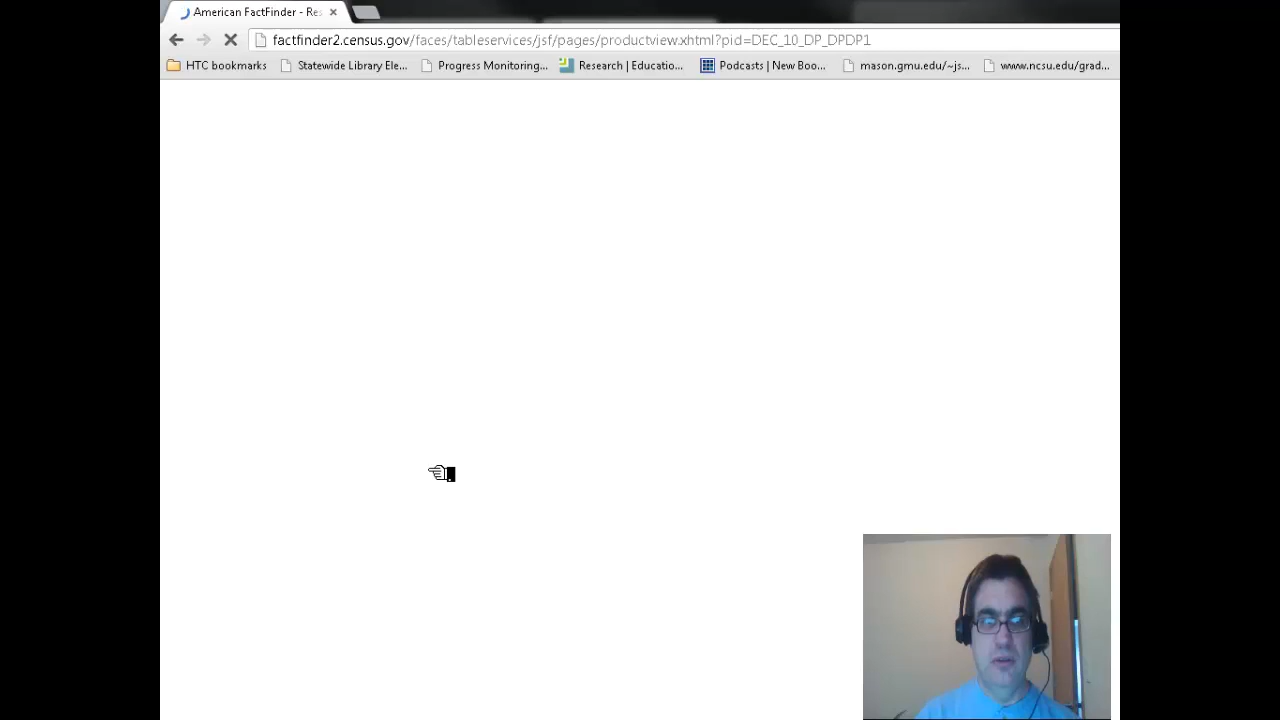 American FactFinder - Res
factfinder2.census.gov/faces/tableservices/jsf/pages/productview.xhtml?pid=DEC_10_DP_DPDP1
HTC bookmarks Statewide Library Ele... Progress Monitoring... Research | Educatio... Podcasts | New Boo... mason.gmu.edu/~js... www.ncsu.edu/grad...